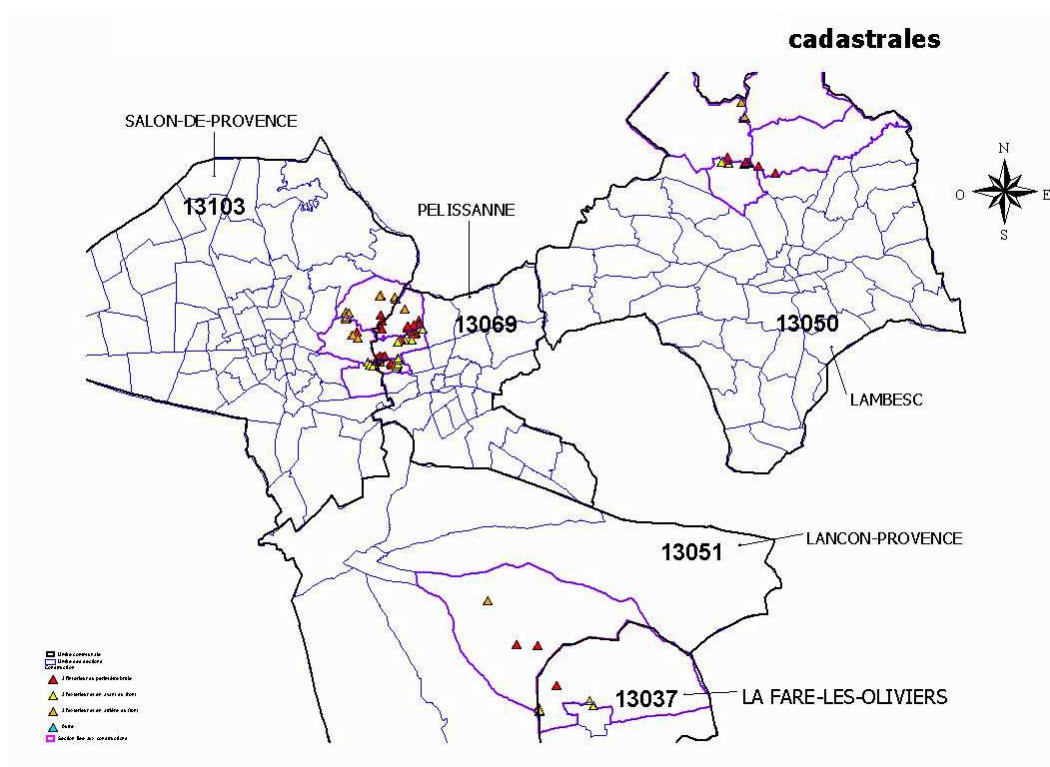 cadastrales
SALON-DE-PROVENCE
13103
PELISSANNE
13069
13050
LAMBESC
N
O
E
S
13051
LANCON-PROVENCE
13037
LA FARE-LES-OLIVIERS